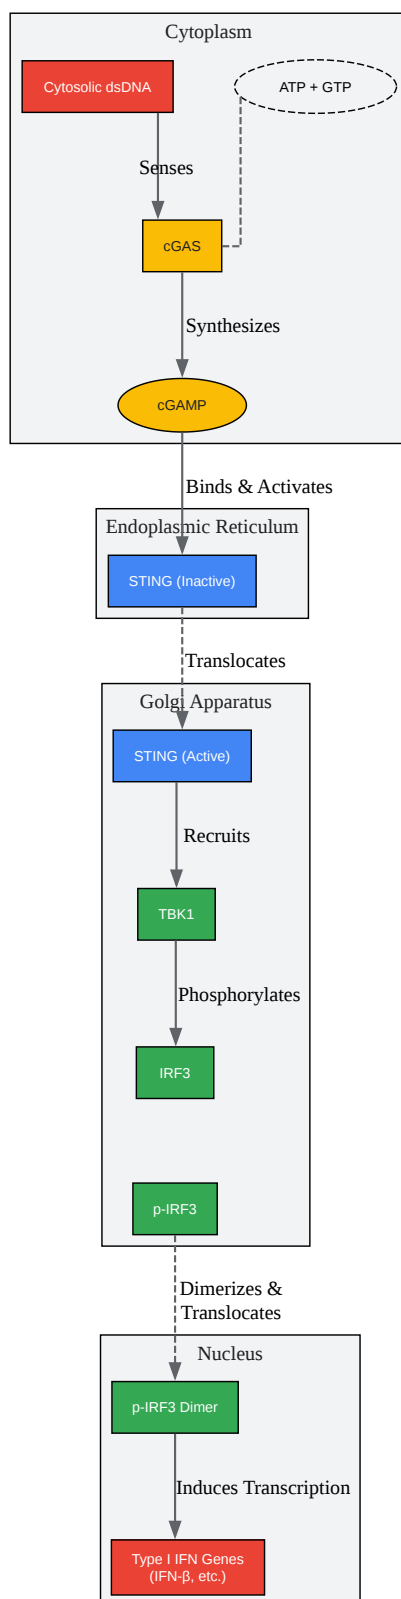 Cytoplasm
Cytosolic dsDNA
ATP + GTP
Senses
cGAS
Synthesizes
cGAMP
Binds & Activates
Endoplasmic Reticulum
STING (Inactive)
Translocates
Golgi Apparatus
STING (Active)
Recruits
TBK1
Phosphorylates
IRF3
p-IRF3
Dimerizes &
Translocates
Nucleus
p-IRF3 Dimer
Induces Transcription
Type I IFN Genes
(IFN-β, etc.)